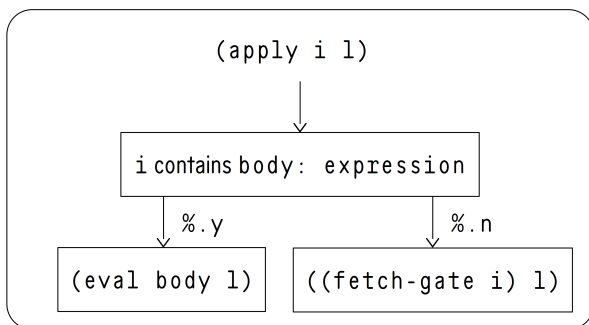 (apply i l)
i contains body: expression
%.y %.n
(eval body l) ((fetch-gate i) l)